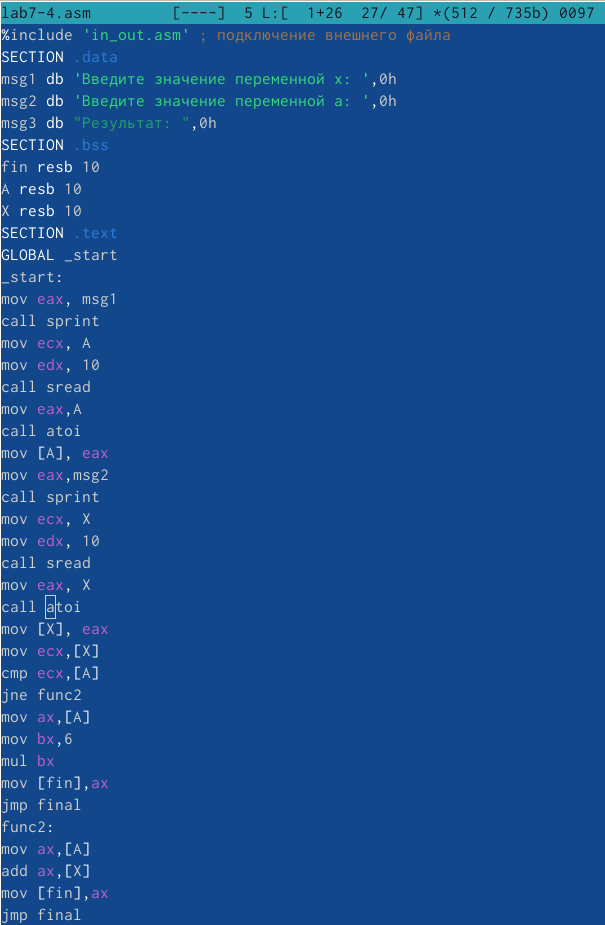 lab7-4.asm         [----]  5 L:[  1+26  27/ 47] *(512 / 735b) 0097
%include 'in_out.asm' ; подключение внешнего файла
SECTION .data
msg1 db 'Введите значение переменной x: ',0h
msg2 db 'Введите значение переменной a: ',0h
msg3 db "Результат: ",0h
SECTION .bss
fin resb 10
A resb 10
X resb 10
SECTION .text
GLOBAL _start
_start:
mov eax, msg1
call sprint
mov ecx, A
mov edx, 10
call sread
mov eax,A
call atoi
mov [A], eax
mov eax,msg2
call sprint
mov ecx, X
mov edx, 10
call sread
mov eax, X
call atoi
mov [X], eax
mov ecx,[X]
cmp ecx,[A]
jne func2
mov ax,[A]
mov bx,6
mul bx
mov [fin],ax
jmp final
func2:
mov ax,[A]
add ax,[X]
mov [fin],ax
jmp final